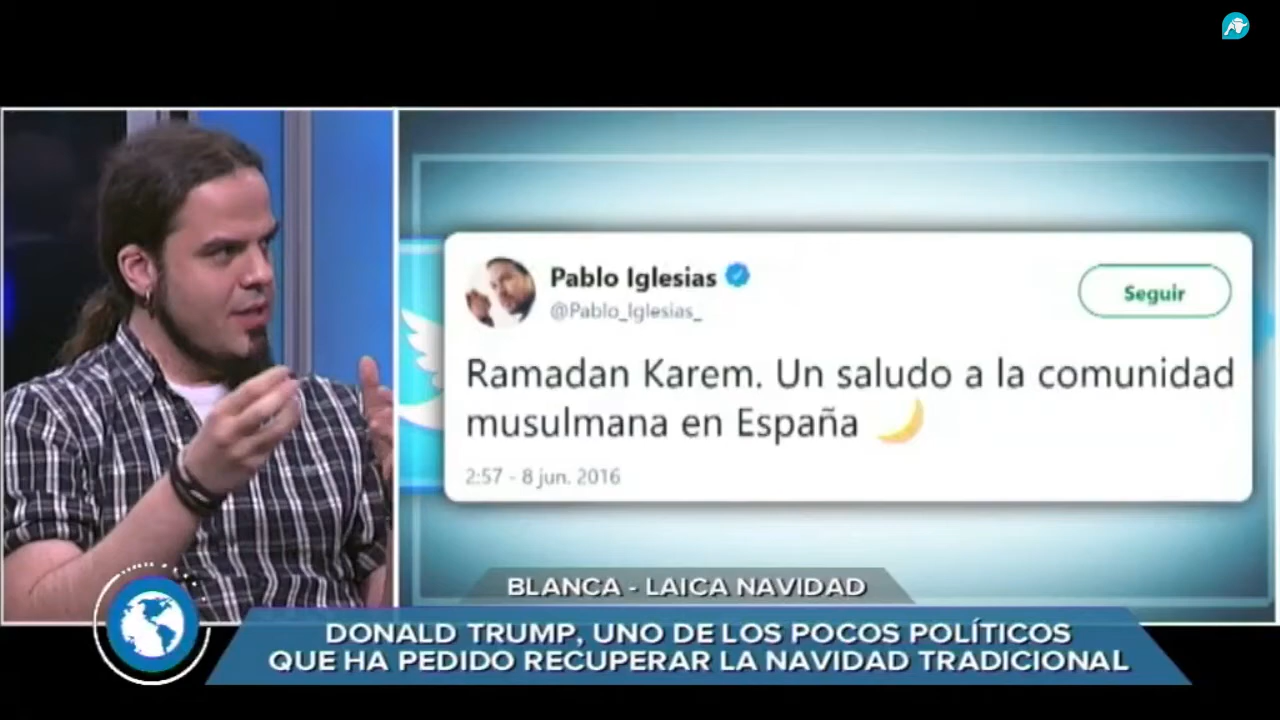 Pablo Iglesias
@Pablo_Iglesias_
Seguir
Ramadan Karem. Un saludo a la comunidad
musulmana en España
2:57 - 8 jun. 2016
BLANCA - LAICA NAVIDAD
DONALD TRUMP, UNO DE LOS POCOS POLÍTICOS
QUE HA PEDIDO RECUPERAR LA NAVIDAD TRADICIONAL